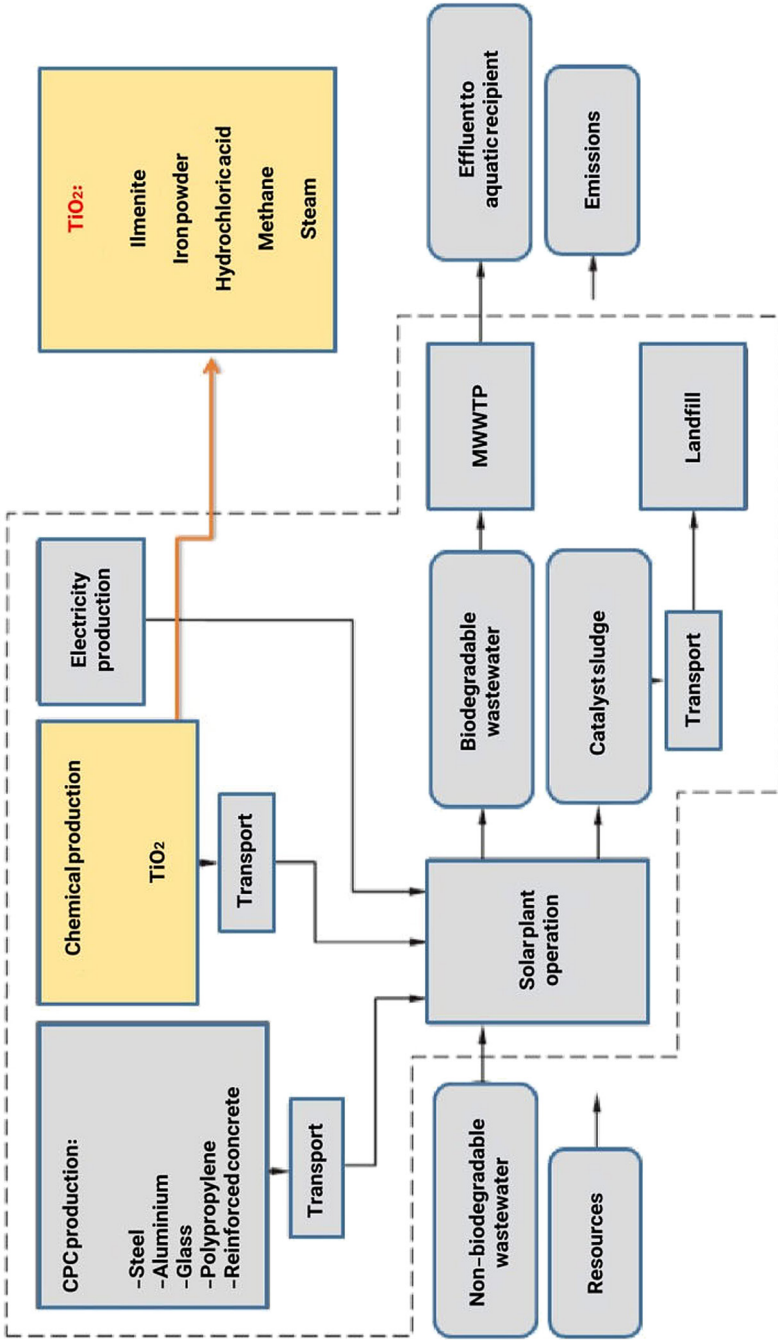 CPC production:
-Steel
-Aluminium
-Glass
-Polypropylene
-Reinforced concrete
Chemical production
TiO2
Electricity
production
TiO2:
Ilmenite
Iron powder
Hydrochloric acid
Methane
Steam
Transport
Transport
Non-biodegradable
wastewater
Solar plant
operation
Biodegradable
wastewater
MWWTP
Effluent to
aquatic recipient
Resources
Catalyst sludge
Emissions
Transport
Landfill